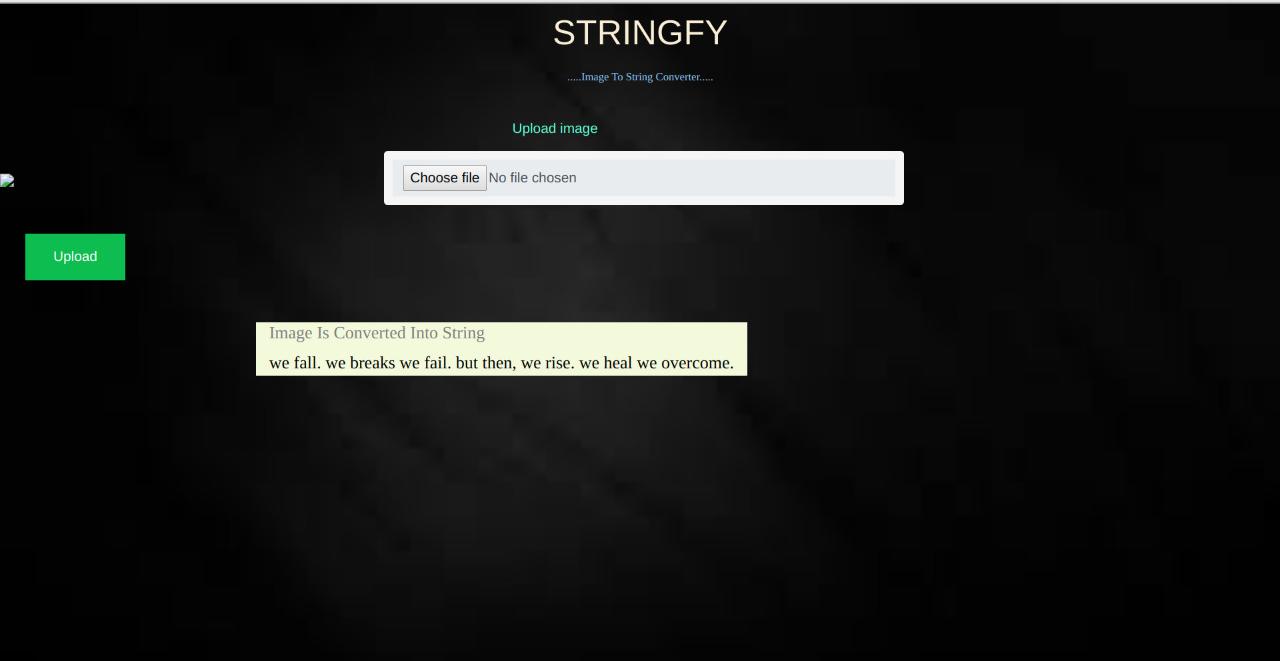 STRINGFY
.....Image To String Converter.....
Upload image
Choose file No file chosen
Upload
Image Is Converted Into String
we fall. we breaks we fail. but then, we rise. we heal we overcome.